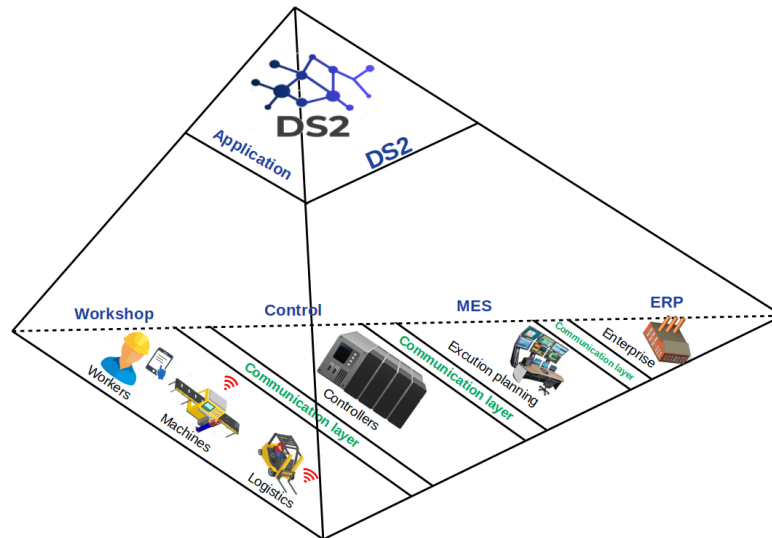 DS2
Application
DS2
Workshop
Control
MES
ERP
Workers
Machines
Logistics
Communication layer
Controllers
Communication layer
Excution planning
Communication layer
Enterprise